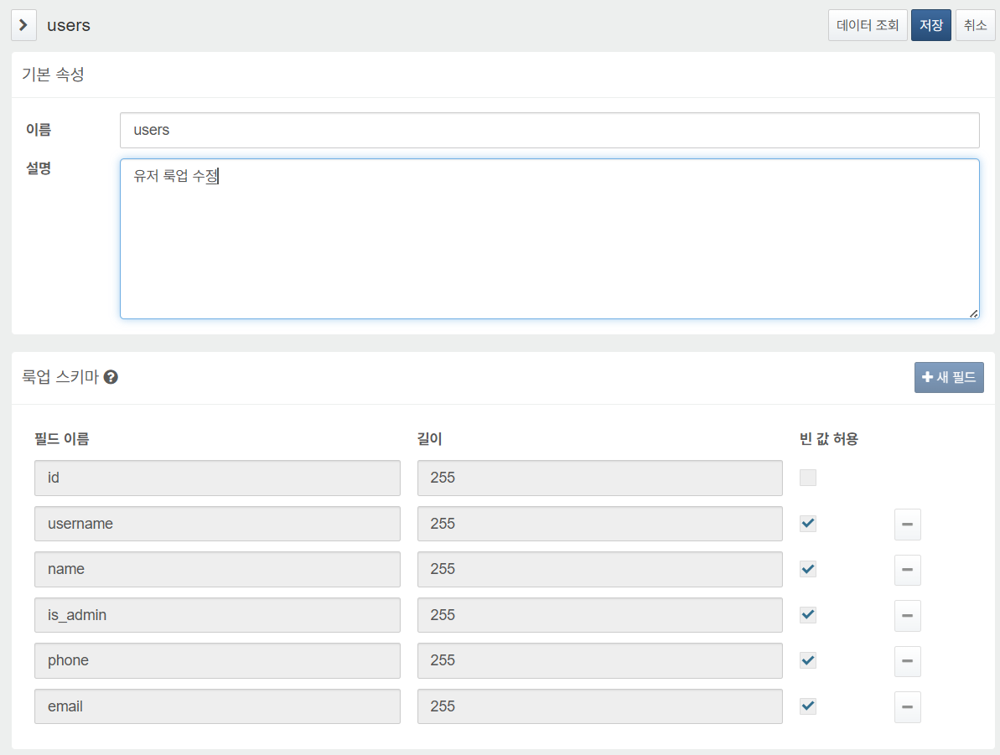 users 데이터 조회 저장 취소
기본 속성
이름 users
설명 유저 룩업 수정
룩업 스키마 새 필드
필드 이름 길이 빈 값 허용
id 255
username 255
name 255
is_admin 255
phone 255
email 255